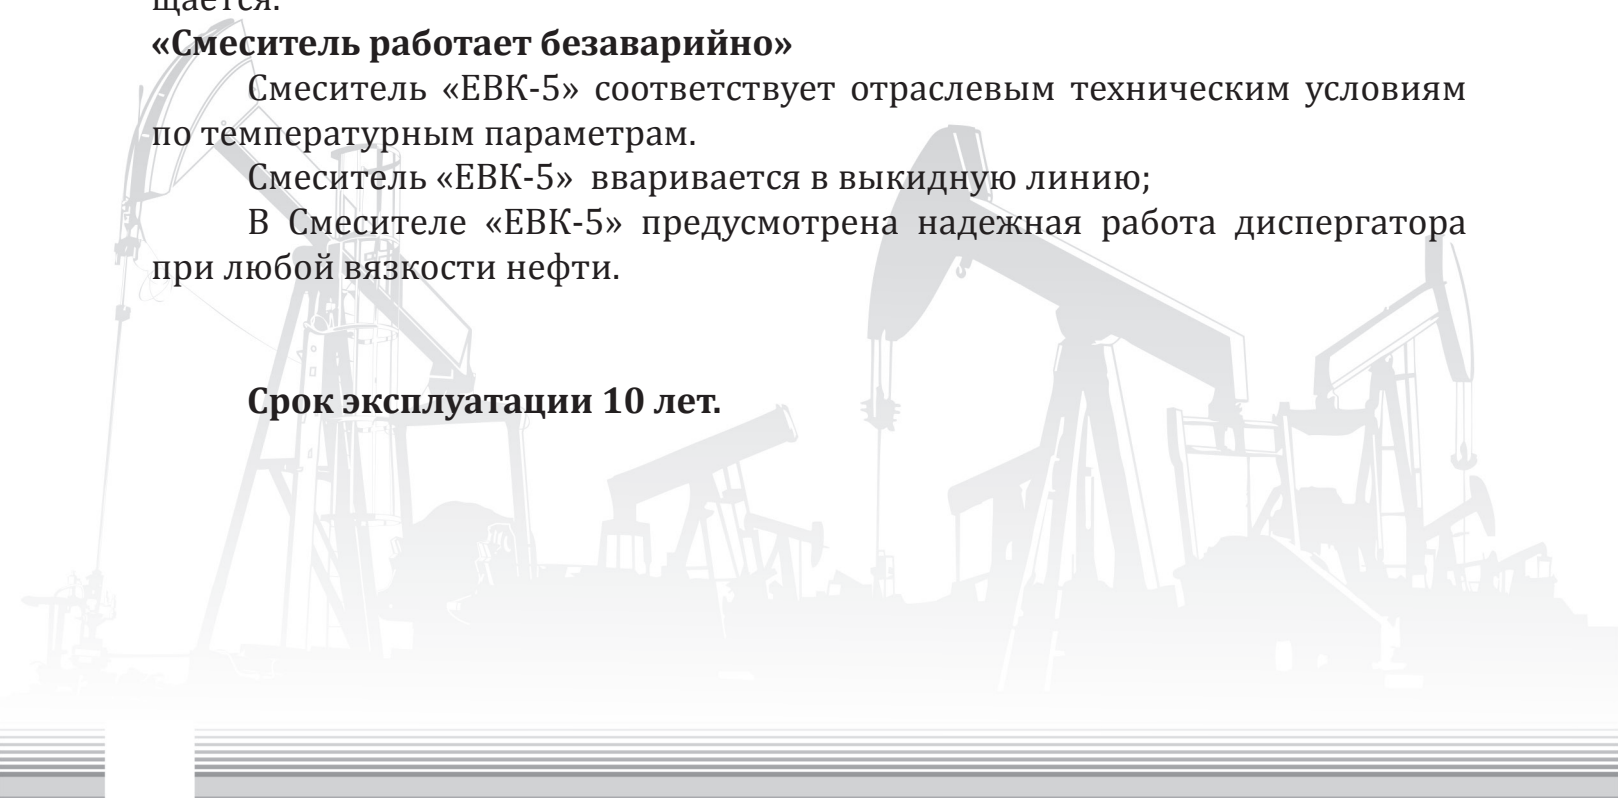 щается.
«Смеситель работает безаварийно»
Смеситель «ЕВК-5» соответствует отраслевым техническим условиям
по температурным параметрам.
Смеситель «ЕВК-5» вваривается в выкидную линию;
В Смесителе «ЕВК-5» предусмотрена надежная работа диспергатора
при любой вязкости нефти.
Срок эксплуатации 10 лет.